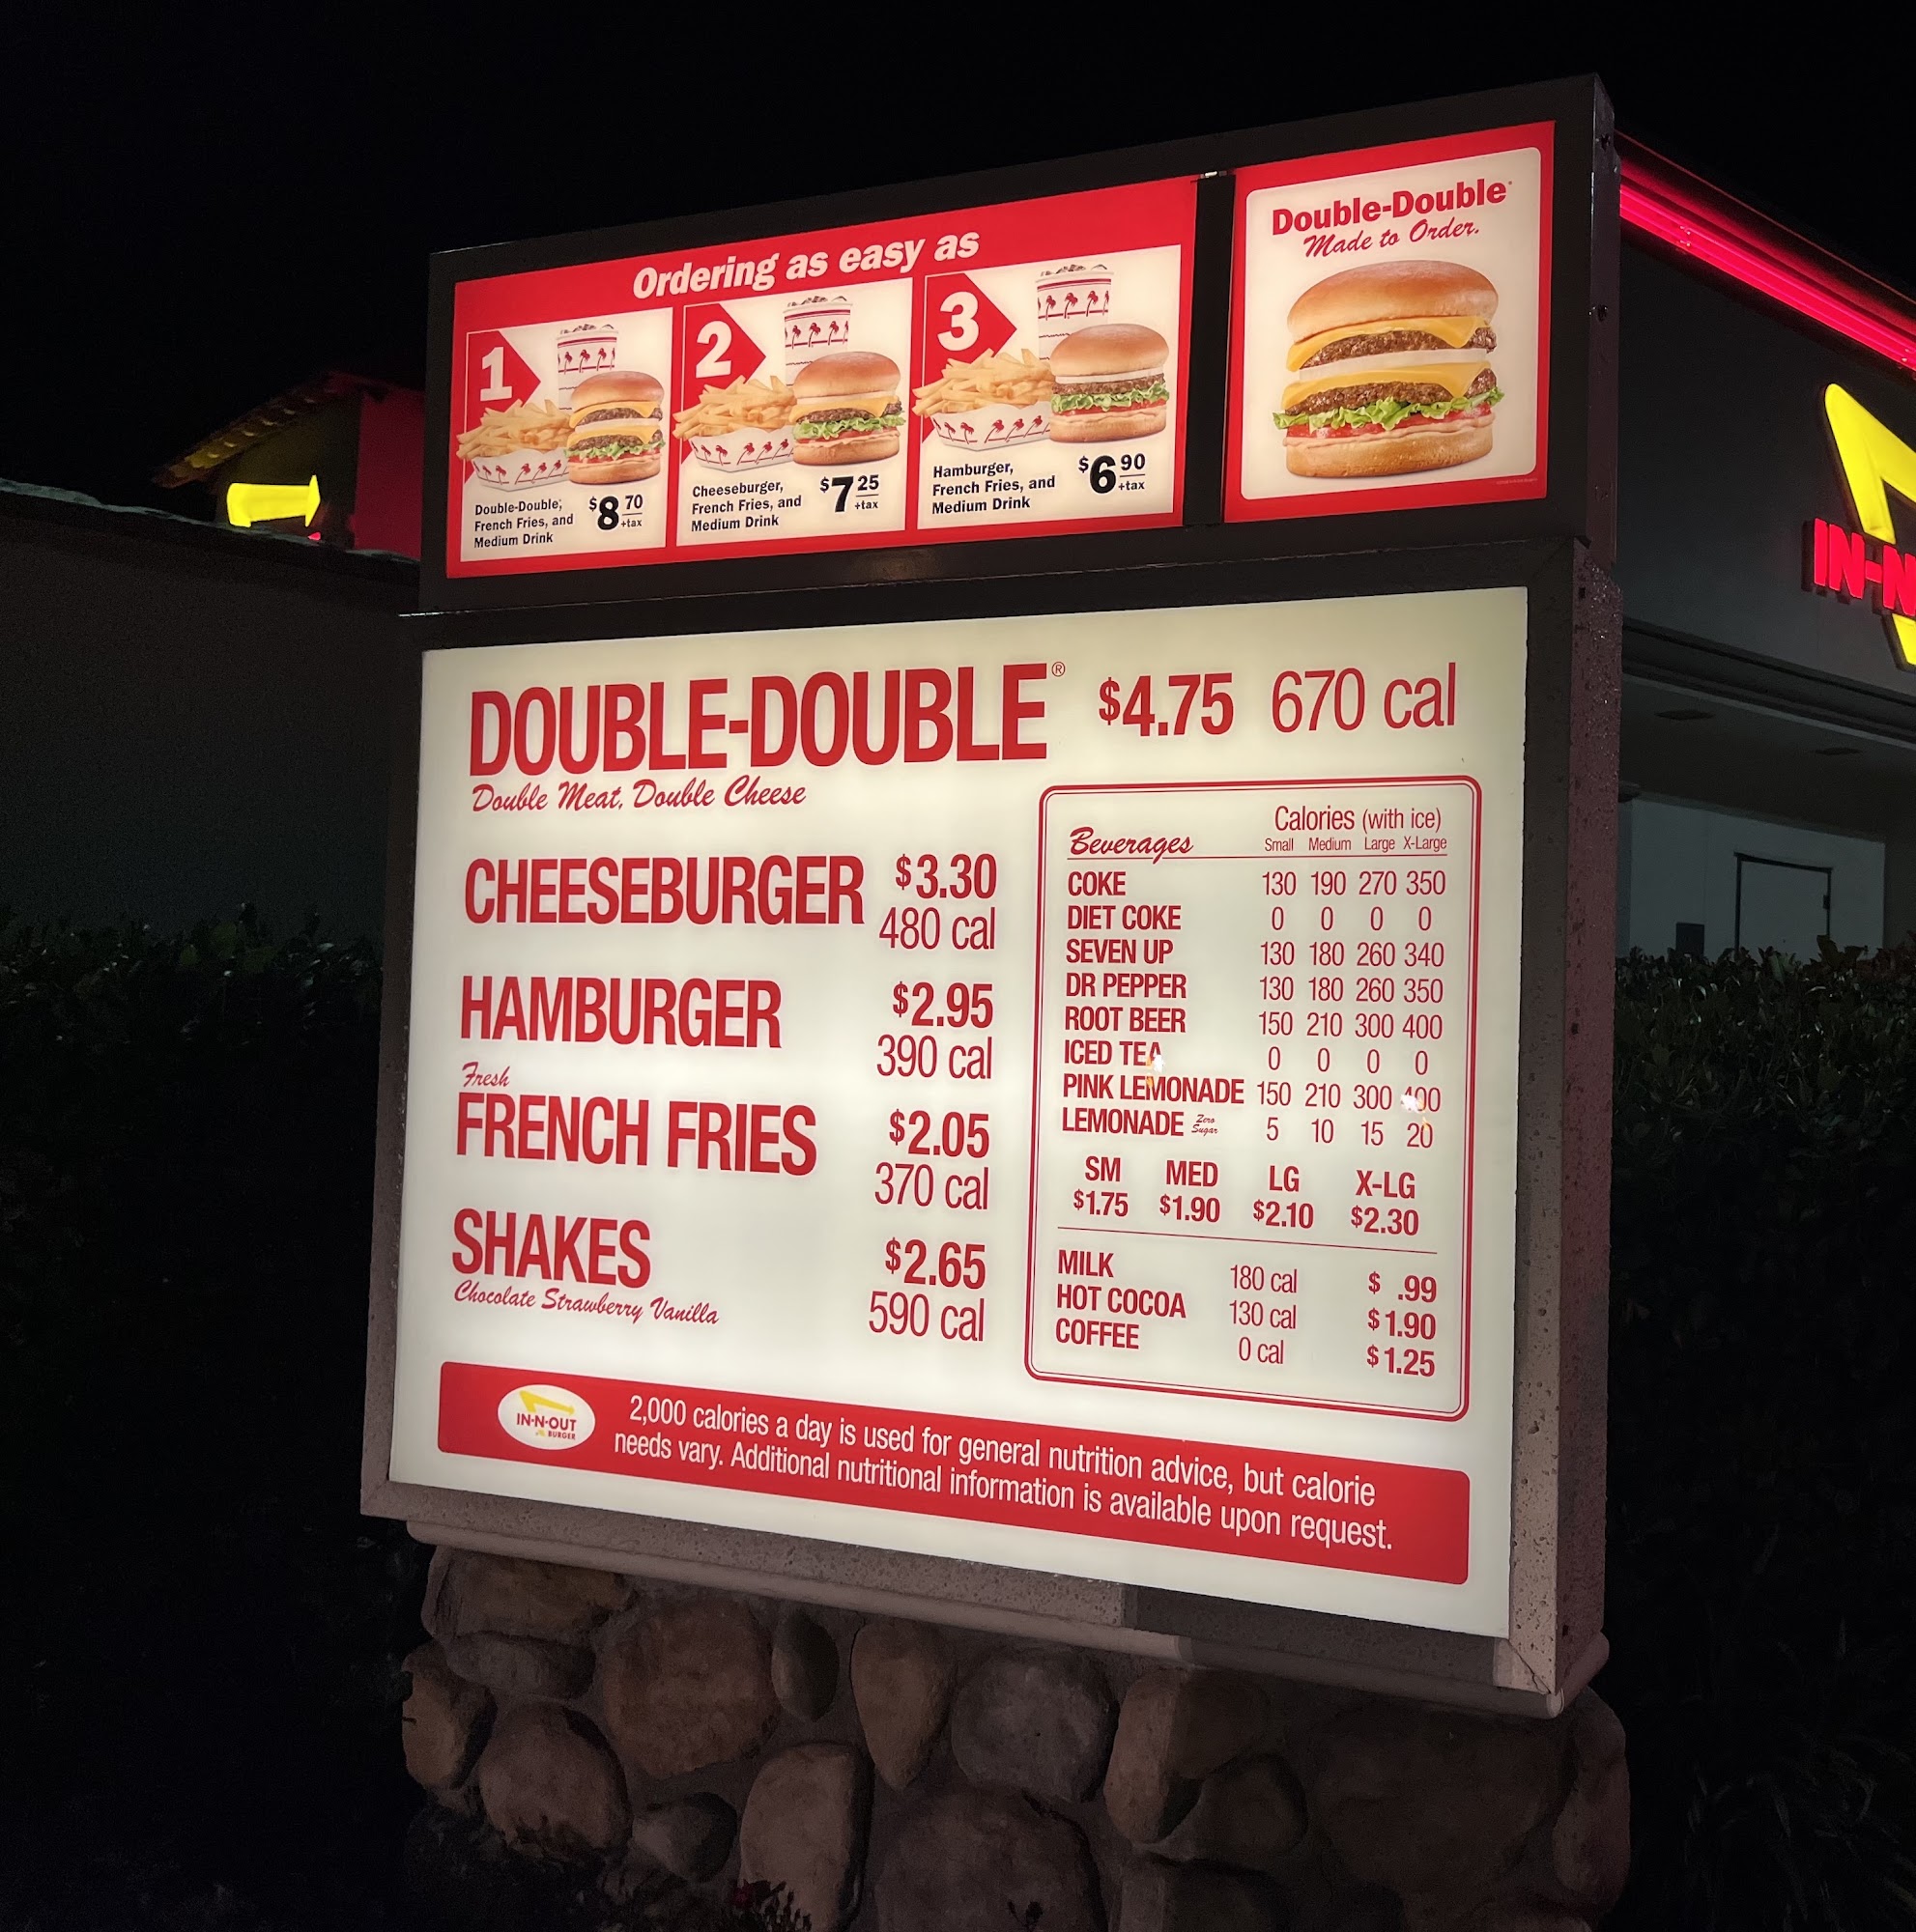 Ordering as easy as
1
Double-Double,
French Fries, and
Medium Drink
$8 70
+tax
2
Cheeseburger,
French Fries, and
Medium Drink
$7 25
+tax
3
Hamburger,
French Fries, and
Medium Drink
$6 90
+tax
Double-Double
Made to Order.
IN-N
DOUBLE-DOUBLE® $4.75 670 cal
Double Meat, Double Cheese
CHEESEBURGER $3.30
480 cal
HAMBURGER $2.95
390 cal
Fresh
FRENCH FRIES $2.05
370 cal
SHAKES $2.65
Chocolate Strawberry Vanilla
590 cal
Calories (with ice)
Beverages Small Medium Large X-Large
COKE 130 190 270 350
DIET COKE 0 0 0 0
SEVEN UP 130 180 260 340
DR PEPPER 130 180 260 350
ROOT BEER 150 210 300 400
ICED TEA 0 0 0 0
PINK LEMONADE 150 210 300 400
LEMONADE Zero Sugar 5 10 15 20
SM MED LG X-LG
$1.75 $1.90 $2.10 $2.30
MILK 180 cal $ .99
HOT COCOA 130 cal $1.90
COFFEE 0 cal $1.25
IN-N-OUT
BURGER
2,000 calories a day is used for general nutrition advice, but calorie
needs vary. Additional nutritional information is available upon request.